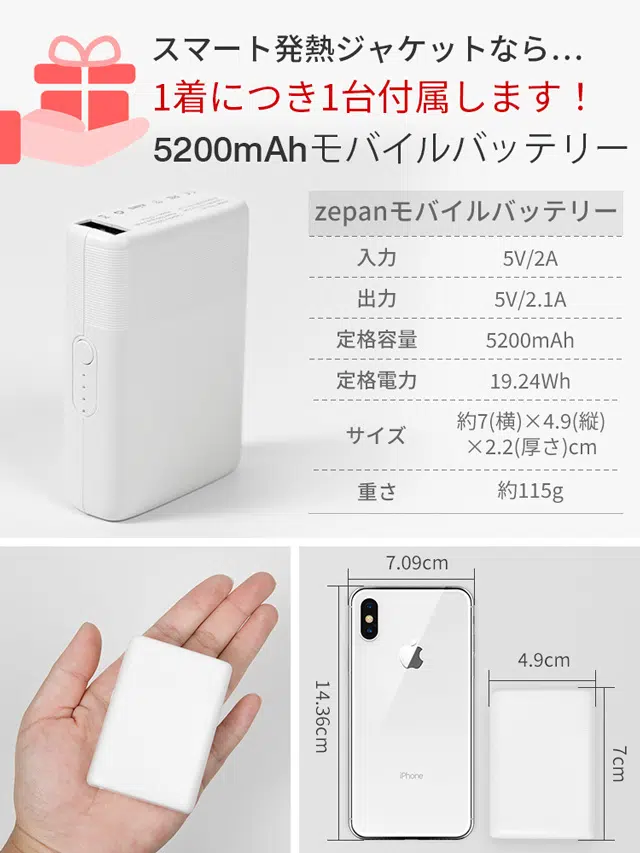 スマート発熱ジャケットなら...
1着につき1台付属します！
5200mAhモバイルバッテリー
zepanモバイルバッテリー
入力 5V/2A
出力 5V/2.1A
定格容量 5200mAh
定格電力 19.24Wh
サイズ 約7(横)×4.9(縦)
×2.2(厚さ)cm
重さ 約115g
7.09cm
14.36cm
iPhone
4.9cm
7cm